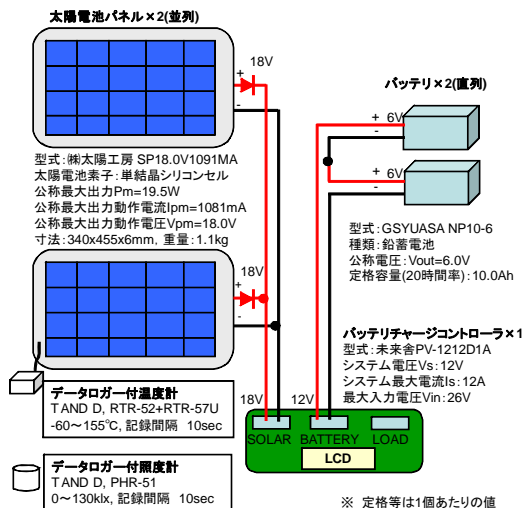 太陽電池パネル×2(並列)
18V
+
-
型式:㈱太陽工房 SP18.0V1091MA
太陽電池素子:単結晶シリコンセル
公称最大出力Pm=19.5W
公称最大出力動作電流Ipm=1081mA
公称最大出力動作電圧Vpm=18.0V
寸法:340x455x6mm, 重量:1.1kg
18V
+
-
バッテリ×2(直列)
+ 6V
-
+ 6V
-
型式:GSYUASA NP10-6
種類:鉛蓄電池
公称電圧:Vout=6.0V
定格容量(20時間率):10.0Ah
バッテリチャージコントローラ×1
型式:未来舎PV-1212D1A
システム電圧Vs:12V
システム最大電流Is:12A
最大入力電圧Vin:26V
データロガー付温度計
T AND D, RTR-52+RTR-57U
-60～155℃, 記録間隔 10sec
18V
12V
SOLAR BATTERY LOAD
LCD
データロガー付照度計
T AND D, PHR-51
0～130klx, 記録間隔 10sec
※ 定格等は1個あたりの値